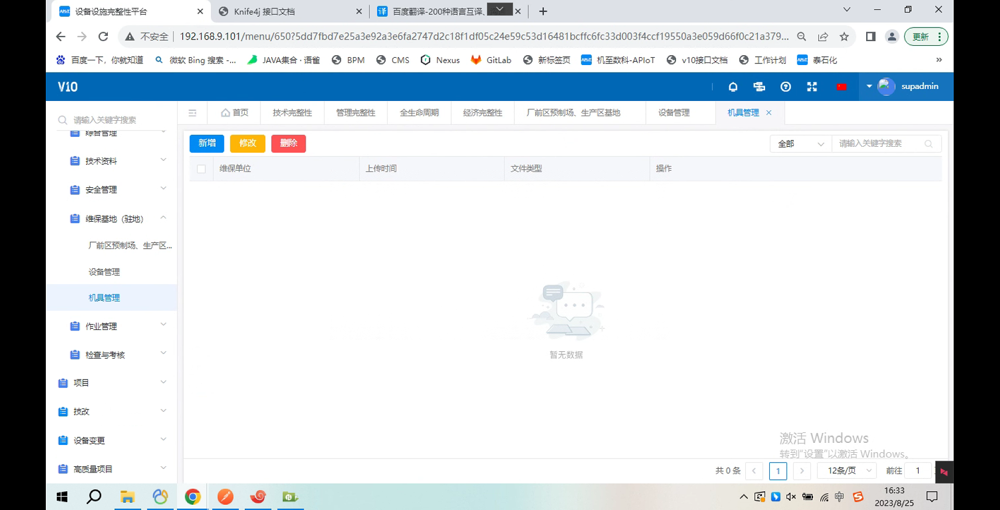 设备设施完整性平台
Knife4j 接口文档
百度翻译-200种语言互译、
不安全
192.168.9.101/menu/650?5dd7fbd7e25a3e92a3e6fa2747d2c18f1df05c24e59c53d16481bcffc6fc33d003f4ccf19550a3e059d66f0c21a379...
更新
百度一下，你就知道
微软 Bing 搜索 -...
JAVA集合 · 语雀
BPM
CMS
Nexus
GitLab
新标签页
机至数科-APIoT
v10接口文档
工作计划
泰石化
V10
supadmin
请输入关键字搜索
首页
技术完整性
管理完整性
全生命周期
经济完整性
厂前区预制场、生产区基地
设备管理
机具管理
综合管理
技术资料
安全管理
维保基地（驻地）
厂前区预制场、生产区...
设备管理
机具管理
作业管理
检查与考核
项目
技改
设备变更
高质量项目
新增
修改
删除
全部
请输入关键字搜索
维保单位
上传时间
文件类型
操作
暂无数据
激活 Windows
转到“设置”以激活 Windows。
共 0 条
1
12条/页
前往
1
中
16:33
2023/8/25